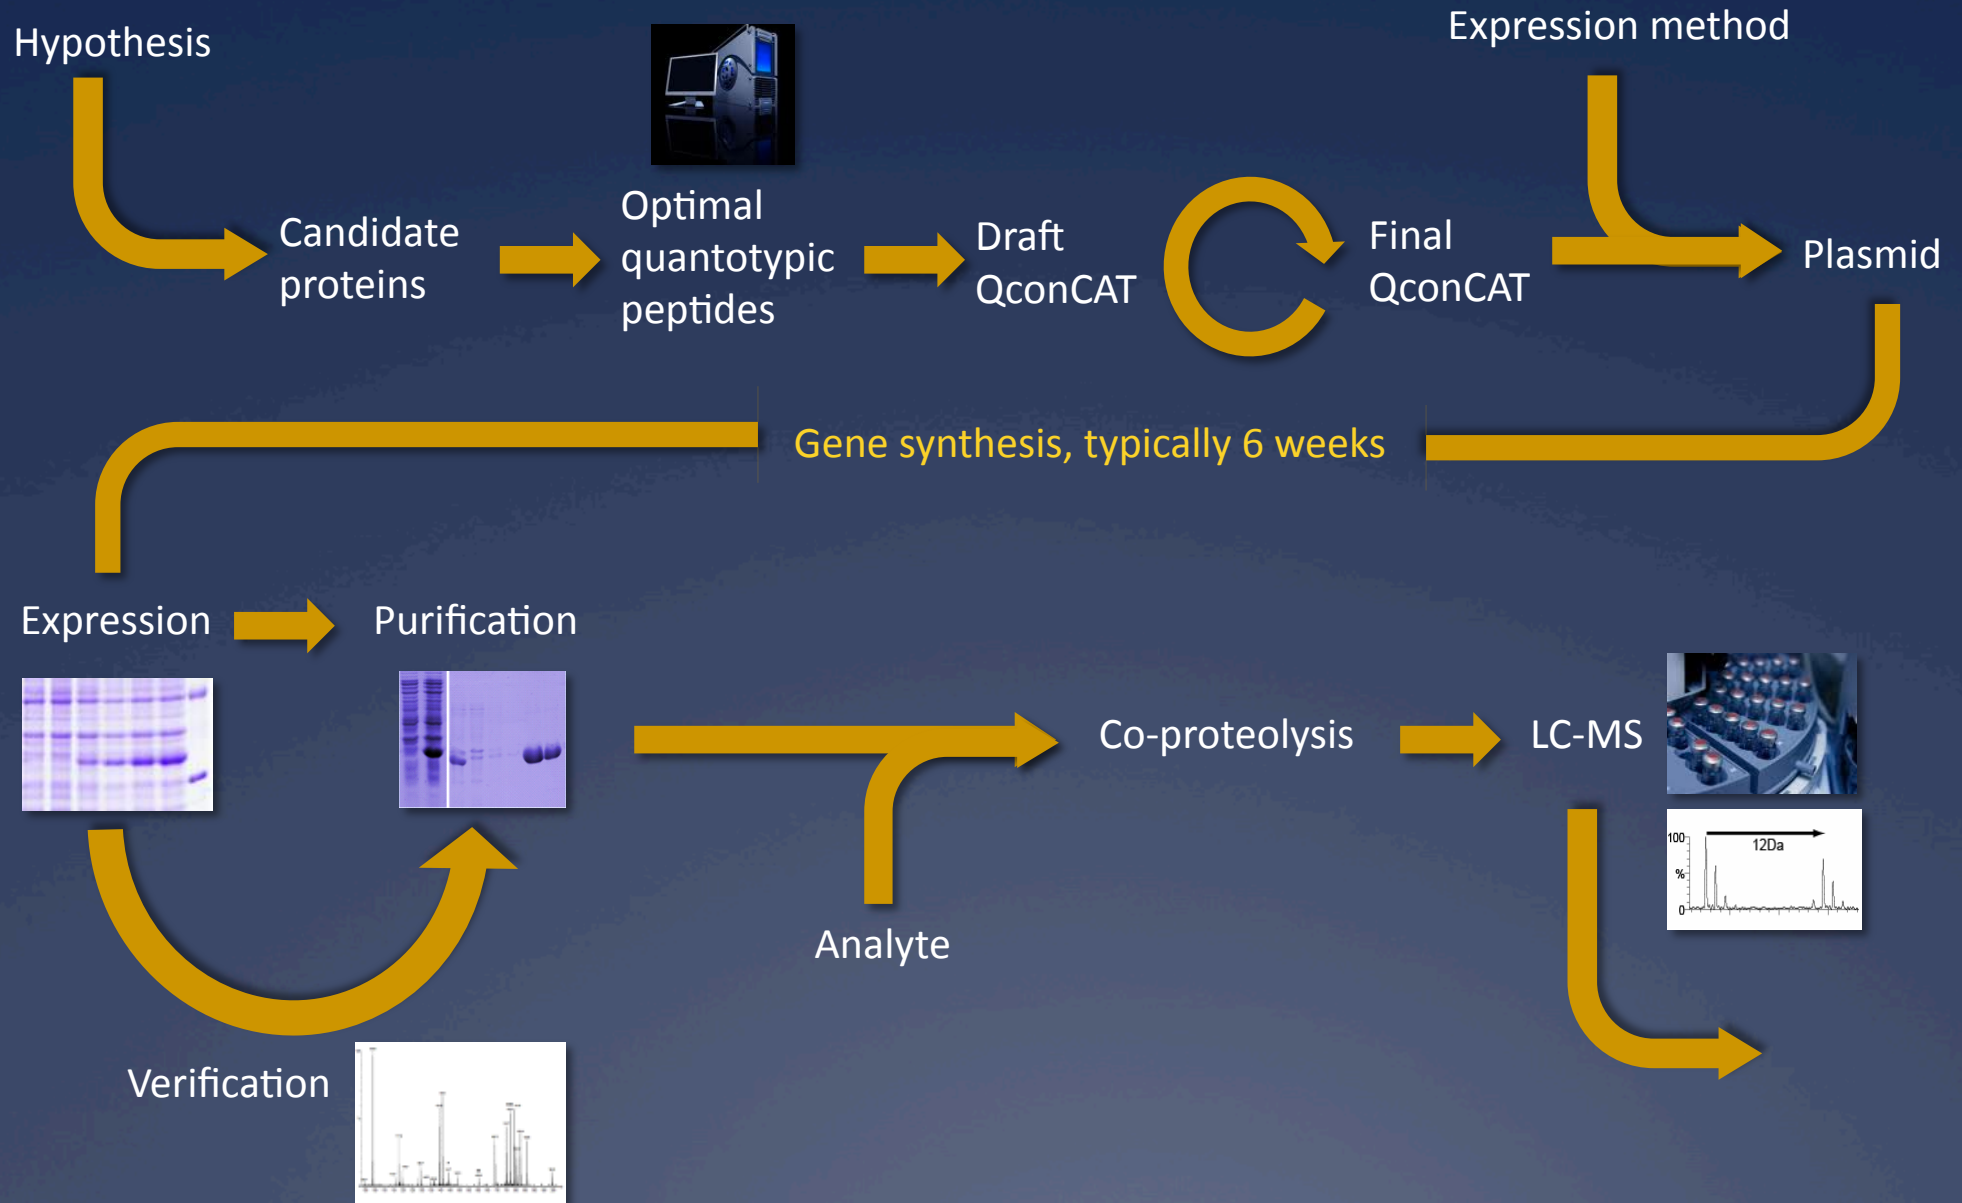 Hypothesis
Expression method
Candidate
proteins
Optimal
quantotypic
peptides
Draft
QconCAT
Final
QconCAT
Plasmid
Gene synthesis, typically 6 weeks
Expression
Purification
Co-proteolysis
LC-MS
100
12Da
%
0
Analyte
Verification